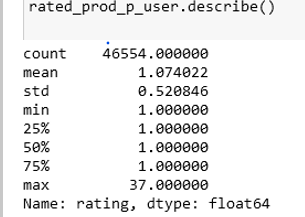 rated_prod_p_user.describe()
count 46554.000000
mean 1.074022
std 0.520846
min 1.000000
25% 1.000000
50% 1.000000
75% 1.000000
max 37.000000
Name: rating, dtype: float64